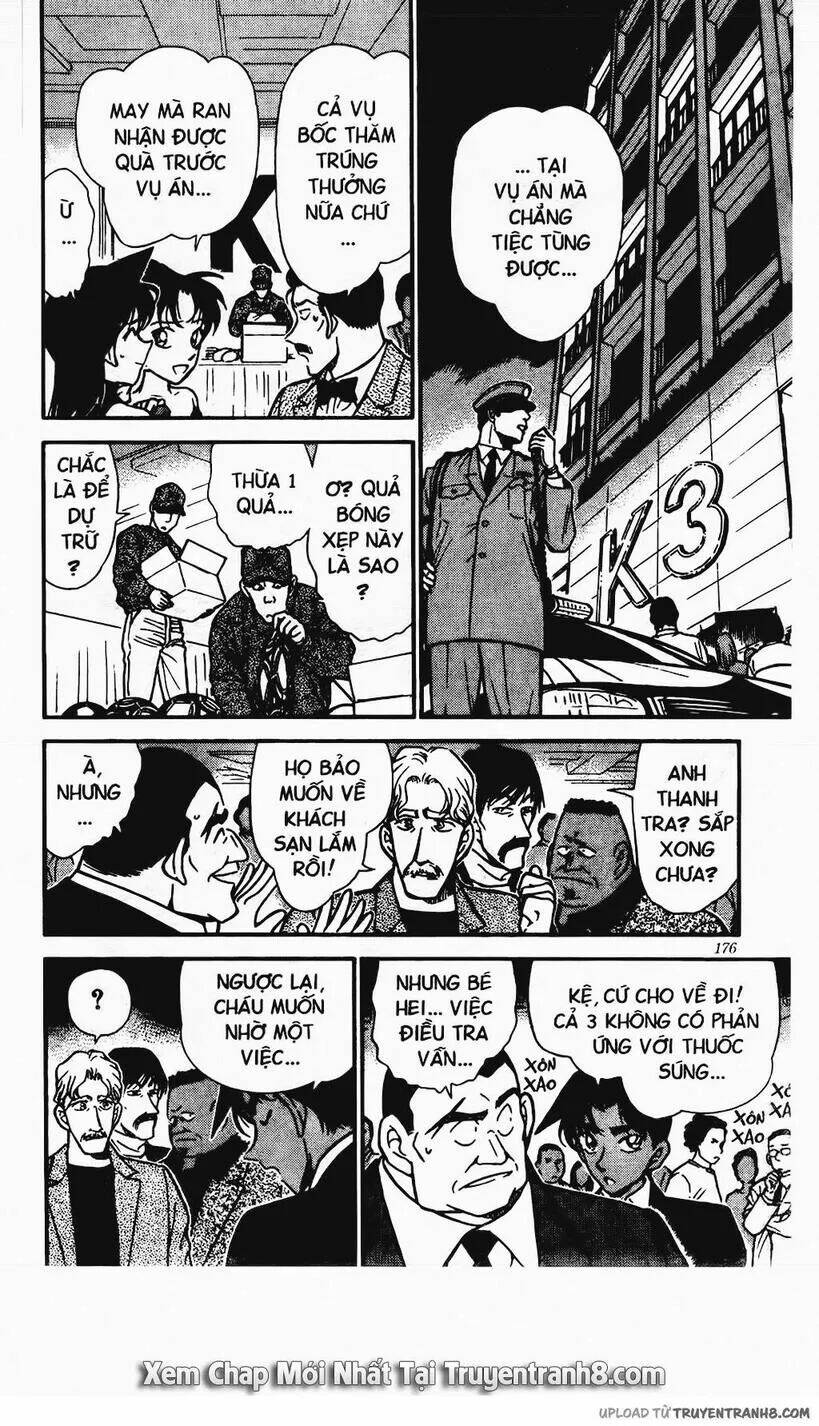 ... TẠI
VỤ ÁN MÀ
CHẲNG
TIỆC TÙNG
ĐƯỢC...
K3
CẢ VỤ
BỐC THĂM
TRÚNG
THƯỞNG
NỮA CHỨ
...
MAY MÀ RAN
NHẬN ĐƯỢC
QUÀ TRƯỚC
VỤ ÁN...
Ừ
...
K
Ơ? QUẢ
BÓNG
XẸP NÀY
LÀ SAO
?
THỪA 1
QUẢ...
CHẮC
LÀ ĐỂ
DỰ
TRỮ
?
ANH
THANH
TRA? SẮP
XONG
CHƯA?
HỌ BẢO
MUỐN VỀ
KHÁCH
SẠN LẮM
RỒI!
À,
NHƯNG
...
176
KỆ, CỨ CHO VỀ ĐI!
CẢ 3 KHÔNG CÓ PHẢN
ỨNG VỚI THUỐC
SÚNG...
NHƯNG BÉ
HEI... VIỆC
ĐIỀU TRA
VẪN...
XÔN
XAO
XÔN
XAO
XÔN
XAO
NGƯỢC LẠI,
CHÁU MUỐN
NHỜ MỘT
VIỆC...
?
Xem Chap Mới Nhất Tại Truyentranh8.com
UPLOAD TỪ TRUYENTRANH8.COM